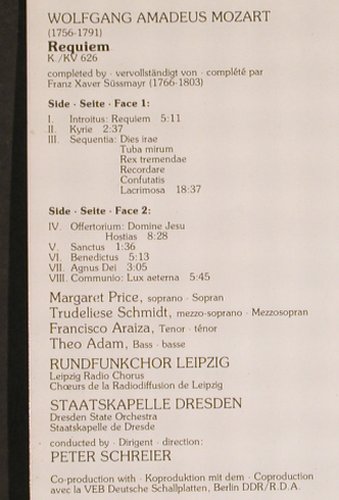 WOLFGANG AMADEUS MOZART
(1756-1791)
Requiem
K./KV 626
completed by · vervollständigt von · complété par
Franz Xaver Süssmayr (1766-1803)
Side · Seite · Face 1:
I. Introitus: Requiem 5:11
II. Kyrie 2:37
III. Sequentia: Dies irae
Tuba mirum
Rex tremendae
Recordare
Confutatis
Lacrimosa 18:37
Side · Seite · Face 2:
IV. Offertorium: Domine Jesu
Hostias 8:28
V. Sanctus 1:36
VI. Benedictus 5:13
VII. Agnus Dei 3:05
VIII. Communio: Lux aeterna 5:45
Margaret Price, soprano · Sopran
Trudeliese Schmidt, mezzo-soprano · Mezzosopran
Francisco Araiza, Tenor · ténor
Theo Adam, Bass · basse
RUNDFUNKCHOR LEIPZIG
Leipzig Radio Chorus
Chœurs de la Radiodiffusion de Leipzig
STAATSKAPELLE DRESDEN
Dresden State Orchestra
Staatskapelle de Dresde
conducted by · Dirigent · direction:
PETER SCHREIER
Co-production with · Koproduktion mit dem · Coproduction
avec la VEB Deutsche Schallplatten, Berlin DDR/R.D.A.